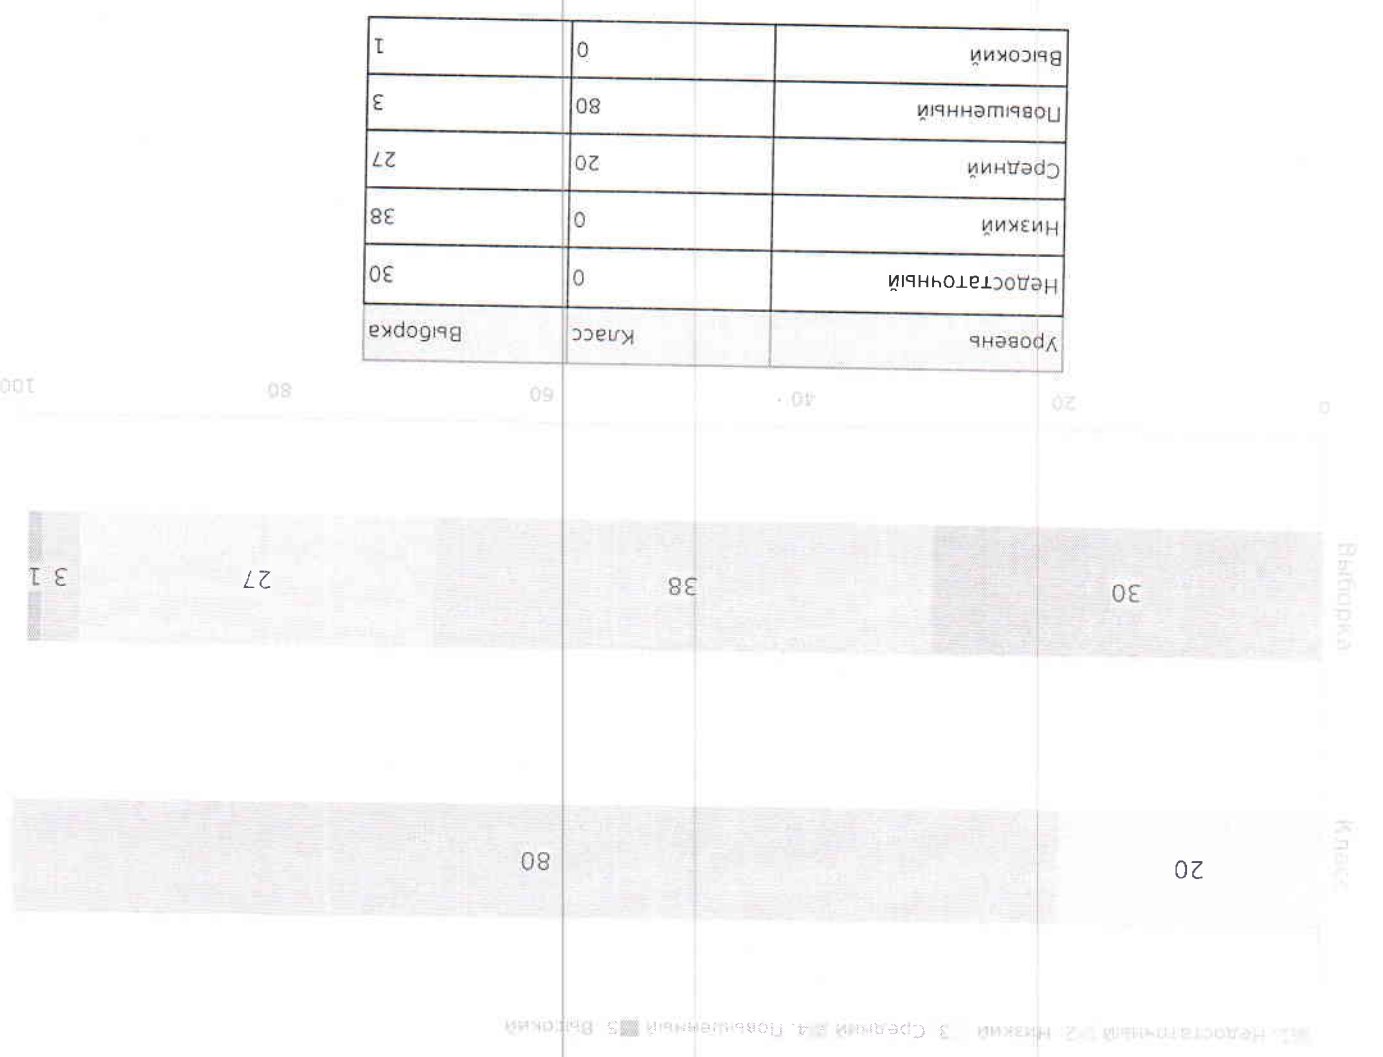 1. Недостаточный 2. Низкий 3. Средний 4. Повышенный 5. Высокий
Класс
20
80
Выборка
30
38
27
3
1
0
20
40
60
80
100
Уровень Класс Выборка
Недостаточный 0 30
Низкий 0 38
Средний 20 27
Повышенный 80 3
Высокий 0 1